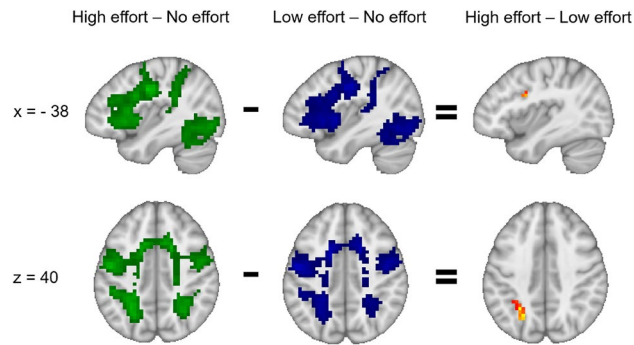 High effort – No effort
Low effort – No effort
High effort – Low effort
x = - 38
-
=
z = 40
-
=